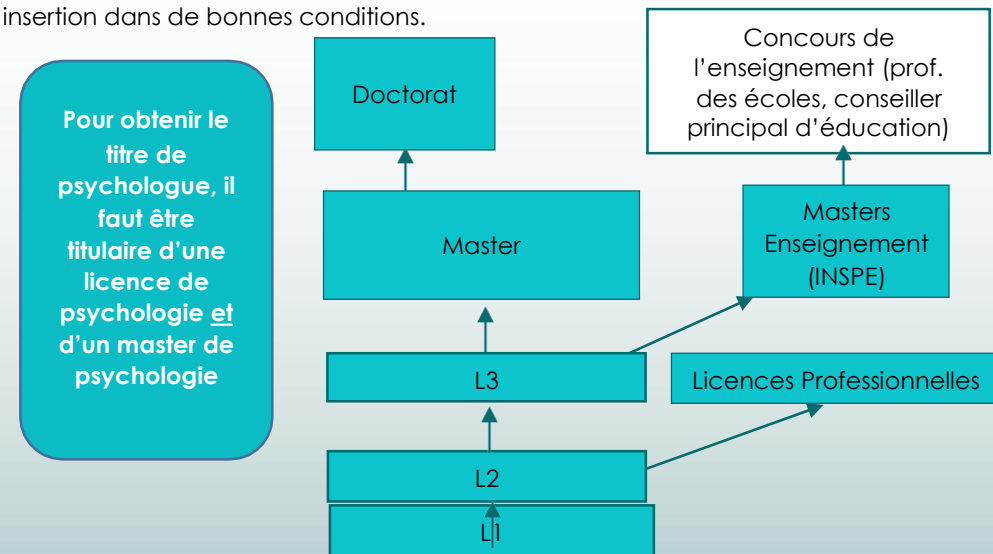 insertion dans de bonnes conditions.
Pour obtenir le
titre de
psychologue, il
faut être
titulaire d’une
licence de
psychologie et
d’un master de
psychologie
Doctorat
Concours de
l’enseignement (prof.
des écoles, conseiller
principal d’éducation)
Master
Masters
Enseignement
(INSPE)
L3
Licences Professionnelles
L2
L1